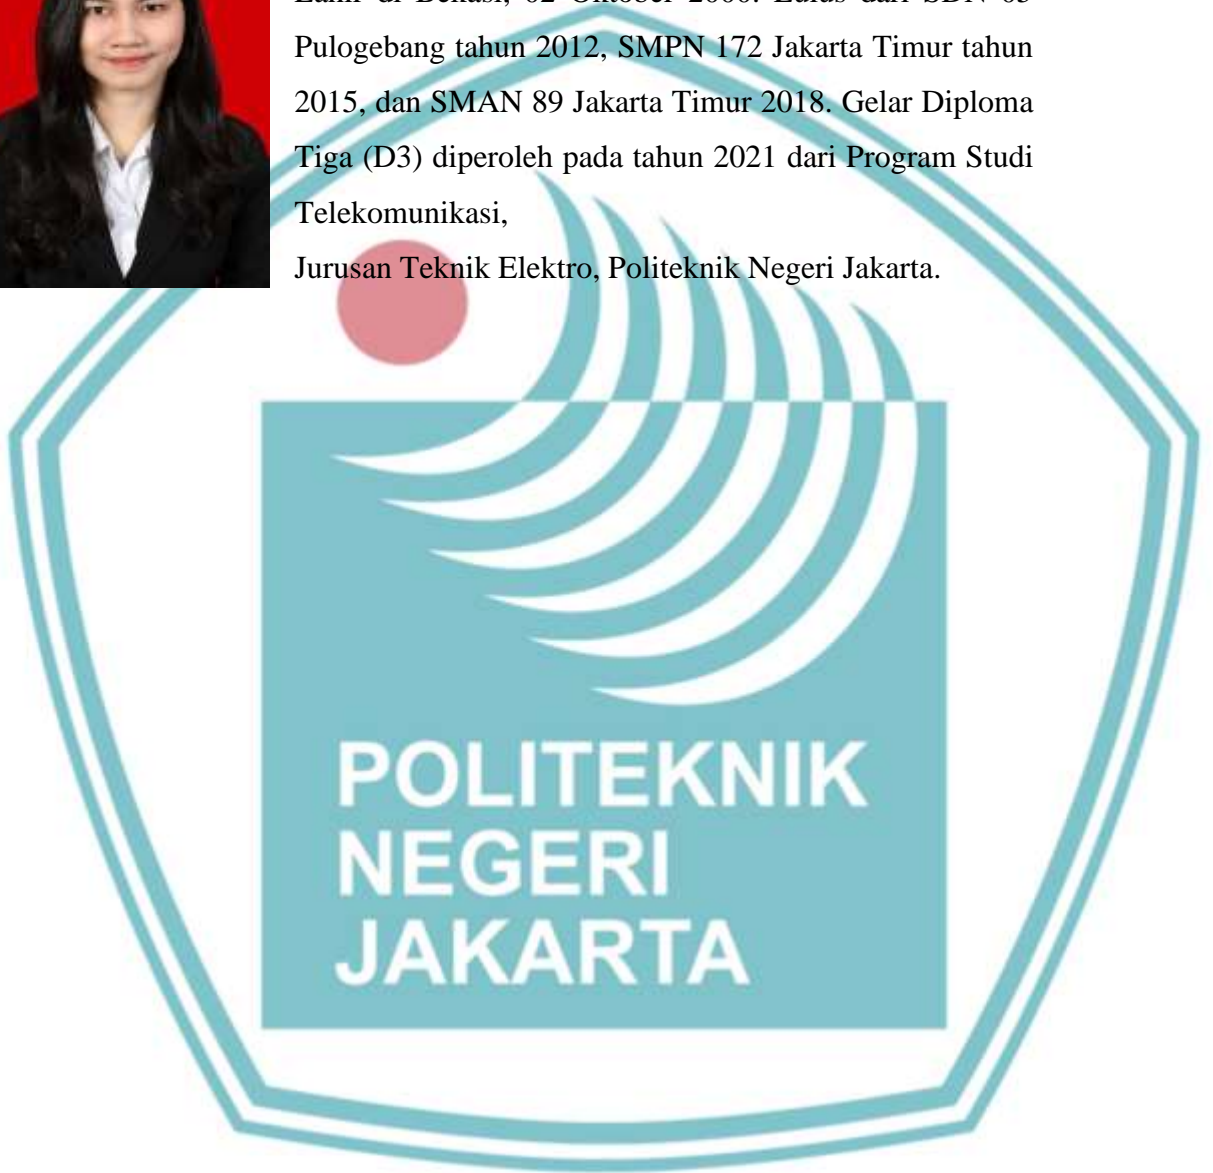 Pulogebang tahun 2012, SMPN 172 Jakarta Timur tahun
2015, dan SMAN 89 Jakarta Timur 2018. Gelar Diploma
Tiga (D3) diperoleh pada tahun 2021 dari Program Studi
Telekomunikasi,
Jurusan Teknik Elektro, Politeknik Negeri Jakarta.
POLITEKNIK
NEGERI
JAKARTA